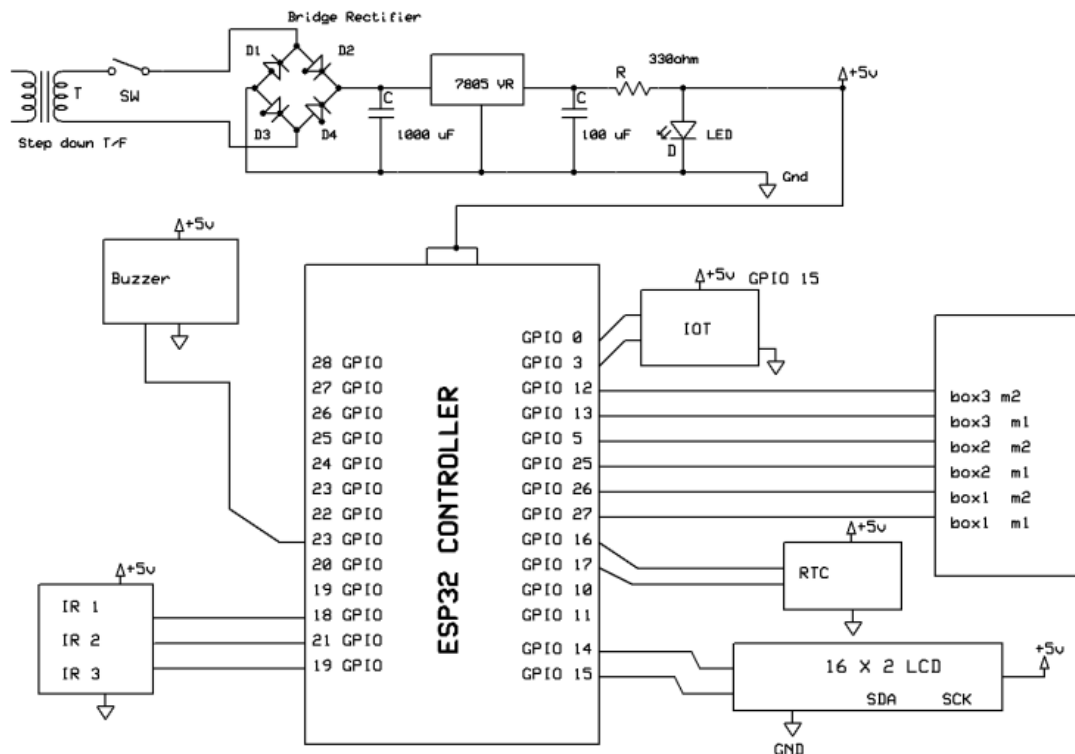 Bridge Rectifier
D1
D2
D3
D4
T
SW
Step down T/F
C
1000 uF
7805 VR
C
100 uF
R
330ohm
+5v
LED
D
Gnd
+5v
Buzzer
+5v
GPIO 15
IOT
GPIO 0
GPIO 3
GPIO 12
GPIO 13
GPIO 5
GPIO 25
GPIO 26
GPIO 27
GPIO 16
GPIO 17
GPIO 10
GPIO 11
GPIO 14
GPIO 15
28 GPIO
27 GPIO
26 GPIO
25 GPIO
24 GPIO
23 GPIO
22 GPIO
23 GPIO
20 GPIO
19 GPIO
18 GPIO
21 GPIO
19 GPIO
ESP32 CONTROLLER
box3 m2
box3 m1
box2 m2
box2 m1
box1 m2
box1 m1
+5v
RTC
+5v
IR 1
IR 2
IR 3
16 X 2 LCD
SDA SCK
+5v
GND